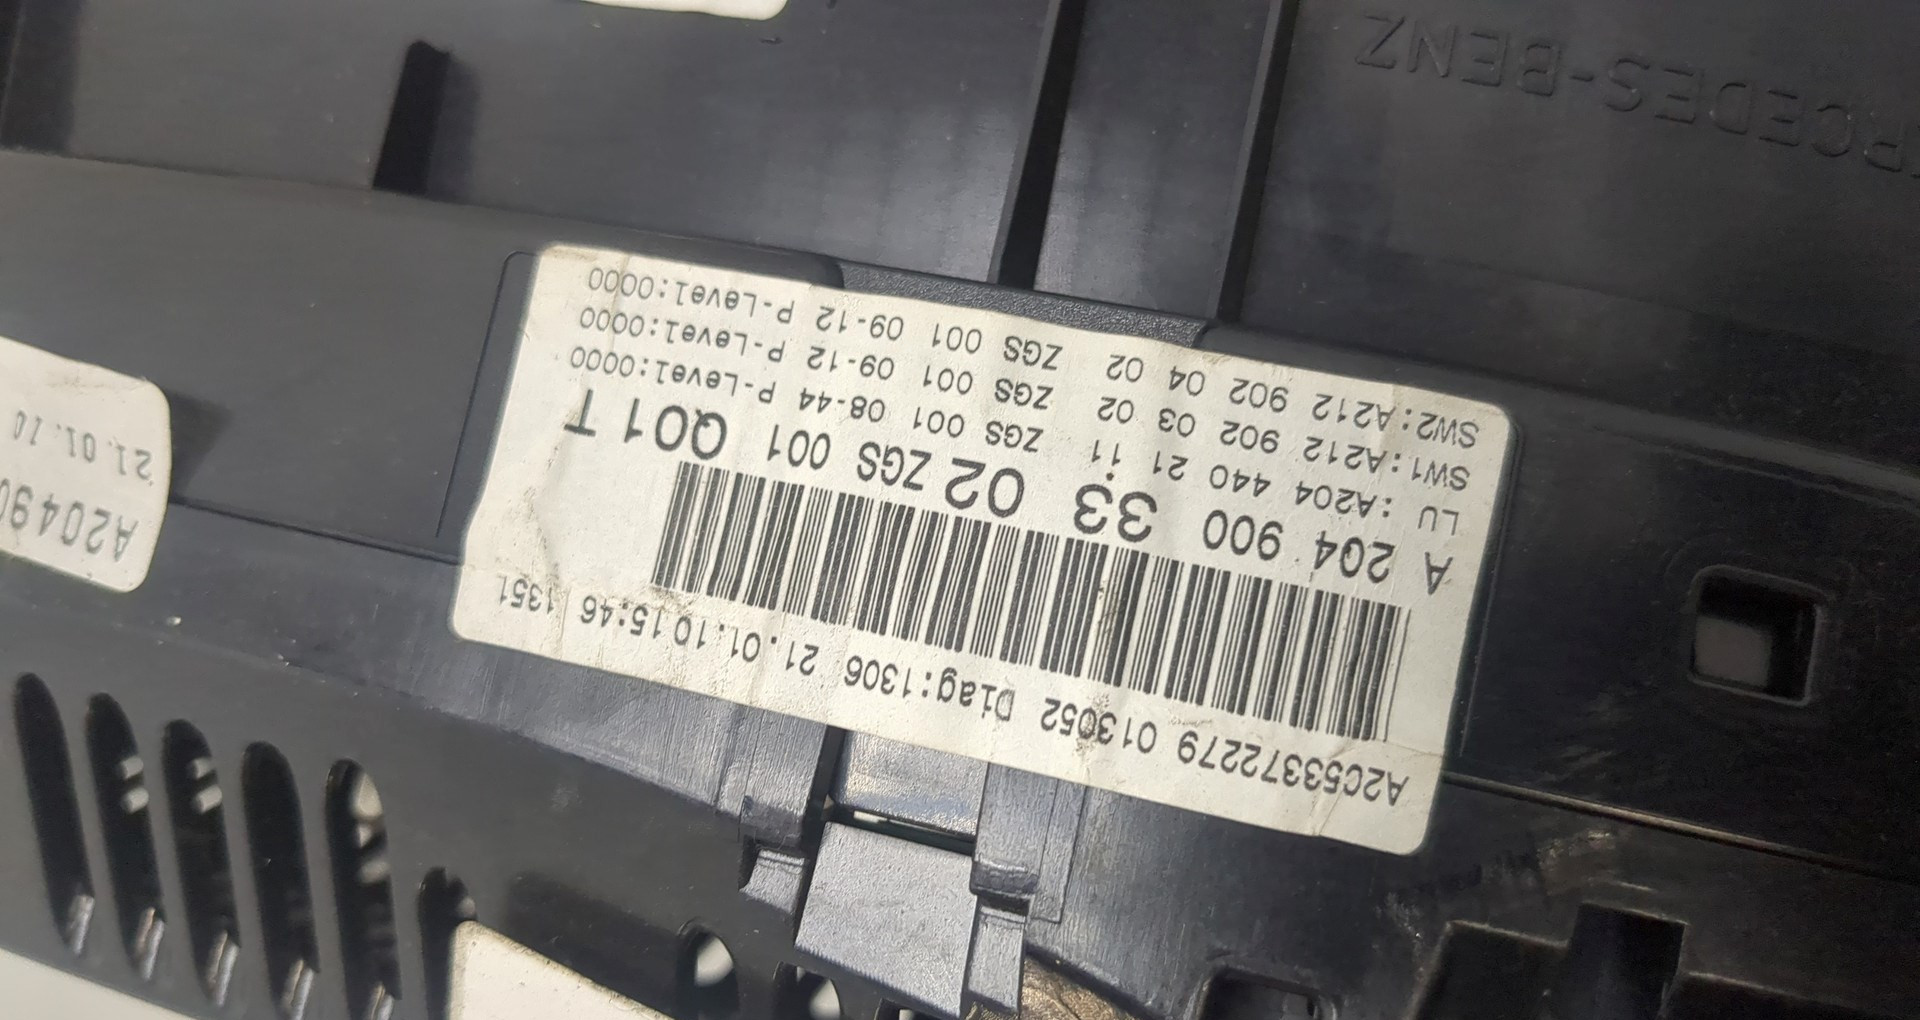 A2C53372279 013052 Diag:1306 21.01.10 15:46 1351
A 204 900 33 02 ZGS 001 Q01 T
LU :A204 440 21 11 ZGS 001 08-44 P-Level:0000
SW1:A212 902 03 02 ZGS 001 09-12 P-Level:0000
SW2:A212 902 04 02 ZGS 001 09-12 P-Level:0000
A20490
21.01.10
RCEDES-BENZ